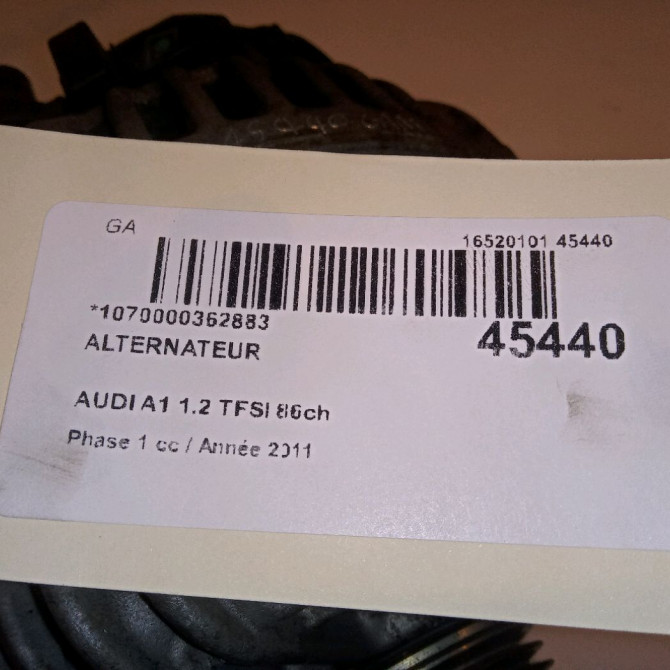 GA
16520101 45440
*1070000362883
45440
ALTERNATEUR
AUDI A1 1.2 TFSI 86ch
Phase 1 cc / Année 2011